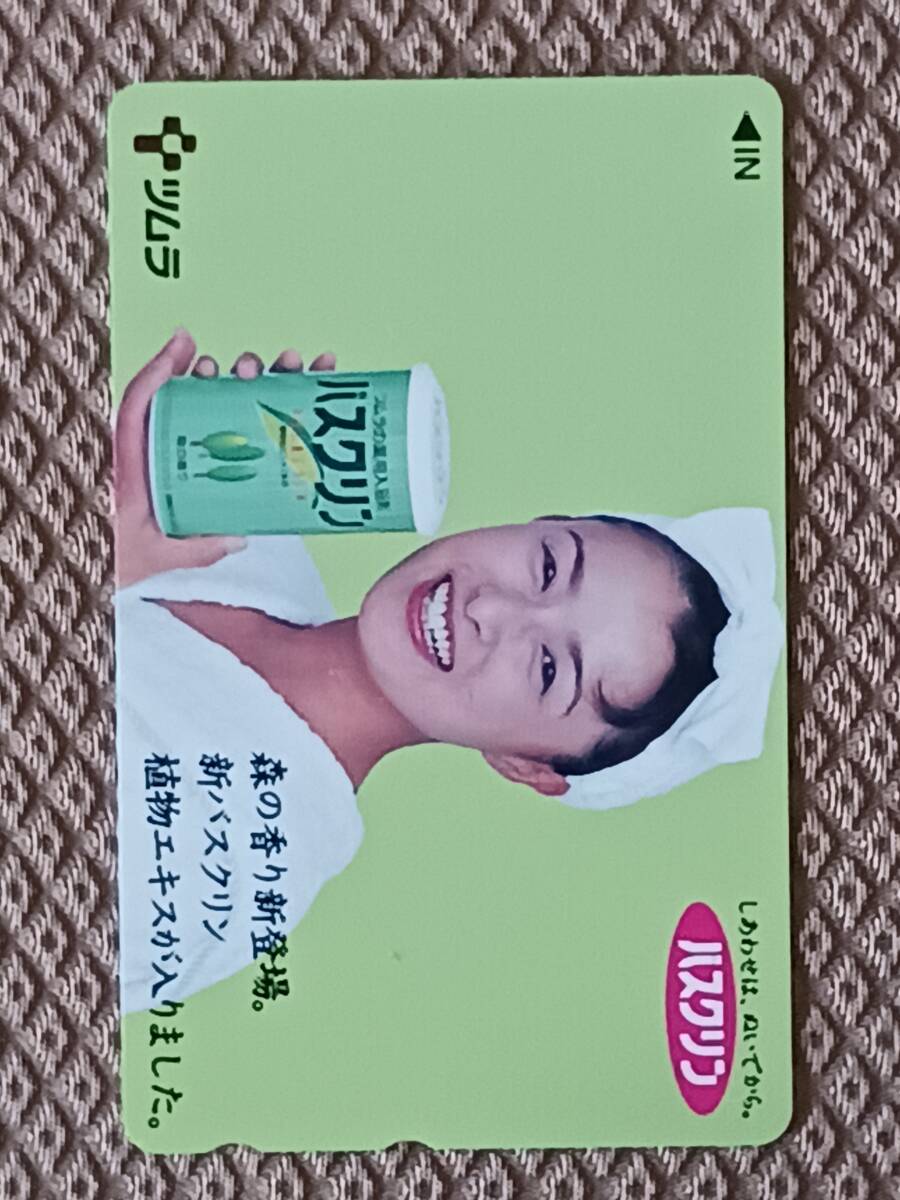 ◀IN
しあわせは、ぬいでから。
バスクリン
バスクリン
森の香り新登場。
新バスクリン
植物エキスが入りました。
ツムラ